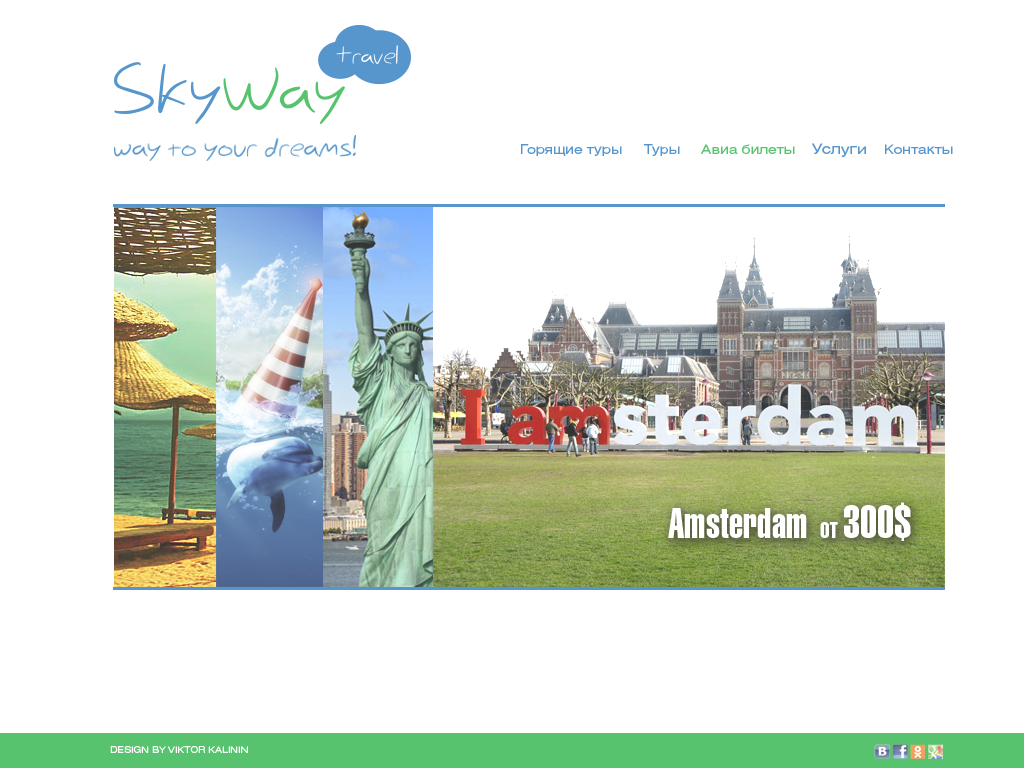 travel
SkyWay
way to your dreams!
Горящие туры Туры Авиа билеты Услуги Контакты
I amsterdam
Amsterdam от 300$
DESIGN BY VIKTOR KALININ